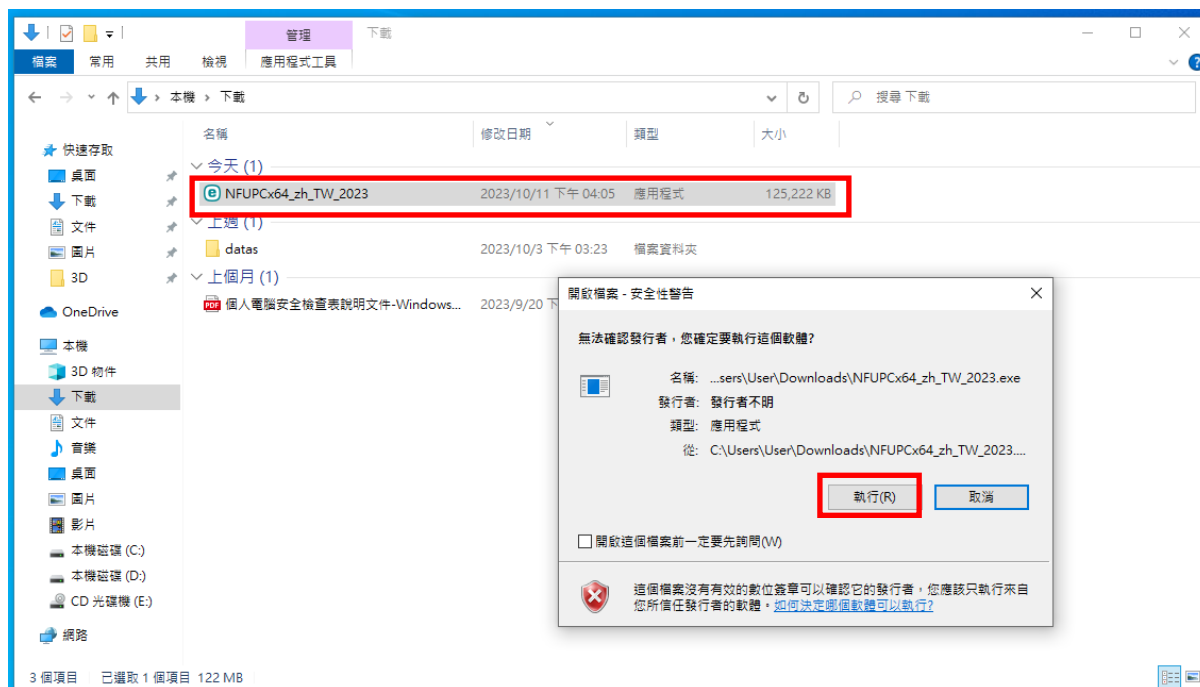 管理
下載
檔案
常用
共用
檢視
應用程式工具
本機
下載
搜尋 下載
名稱
修改日期
類型
大小
快速存取
桌面
下載
文件
圖片
3D
OneDrive
本機
3D 物件
下載
文件
音樂
桌面
圖片
影片
本機磁碟 (C:)
本機磁碟 (D:)
CD 光碟機 (E:)
網路
今天 (1)
NFUPCx64_zh_TW_2023 2023/10/11 下午 04:05 應用程式 125,222 KB
上週 (1)
datas 2023/10/3 下午 03:23 檔案資料夾
上個月 (1)
PDF 個人電腦安全檢查表說明文件-Windows... 2023/9/20 下
開啟檔案 - 安全性警告
無法確認發行者，您確定要執行這個軟體?
名稱: ...sers\User\Downloads\NFUPCx64_zh_TW_2023.exe
發行者: 發行者不明
類型: 應用程式
從: C:\Users\User\Downloads\NFUPCx64_zh_TW_2023....
執行(R)
取消
開啟這個檔案前一定要先詢問(W)
這個檔案沒有有效的數位簽章可以確認它的發行者，您應該只執行來自
您所信任發行者的軟體。如何決定哪個軟體可以執行?
3 個項目 已選取 1 個項目 122 MB